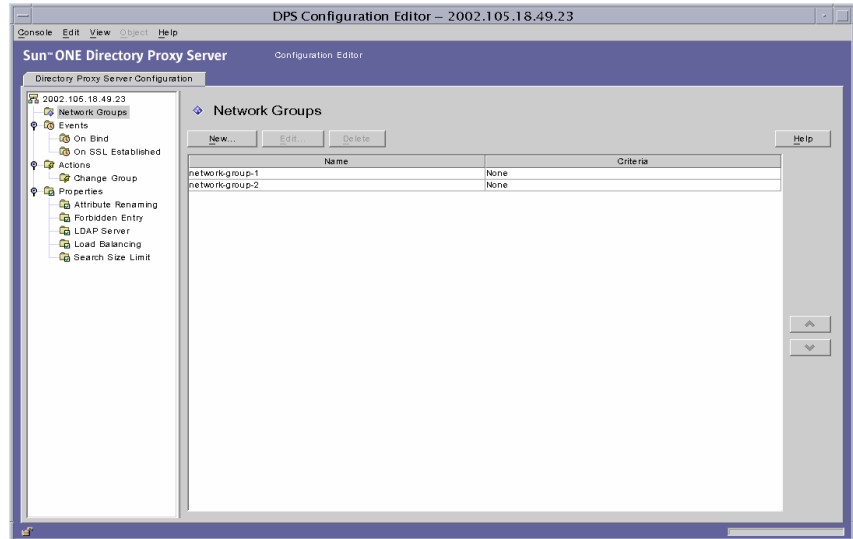 DPS Configuration Editor – 2002.105.18.49.23
Console Edit View Object Help
Sun™ ONE Directory Proxy Server Configuration Editor
Directory Proxy Server Configuration
2002.105.18.49.23
Network Groups
Events
On Bind
On SSL Established
Actions
Change Group
Properties
Attribute Renaming
Forbidden Entry
LDAP Server
Load Balancing
Search Size Limit
Network Groups
New... Edit... Delete Help
Name Criteria
network-group-1 None
network-group-2 None